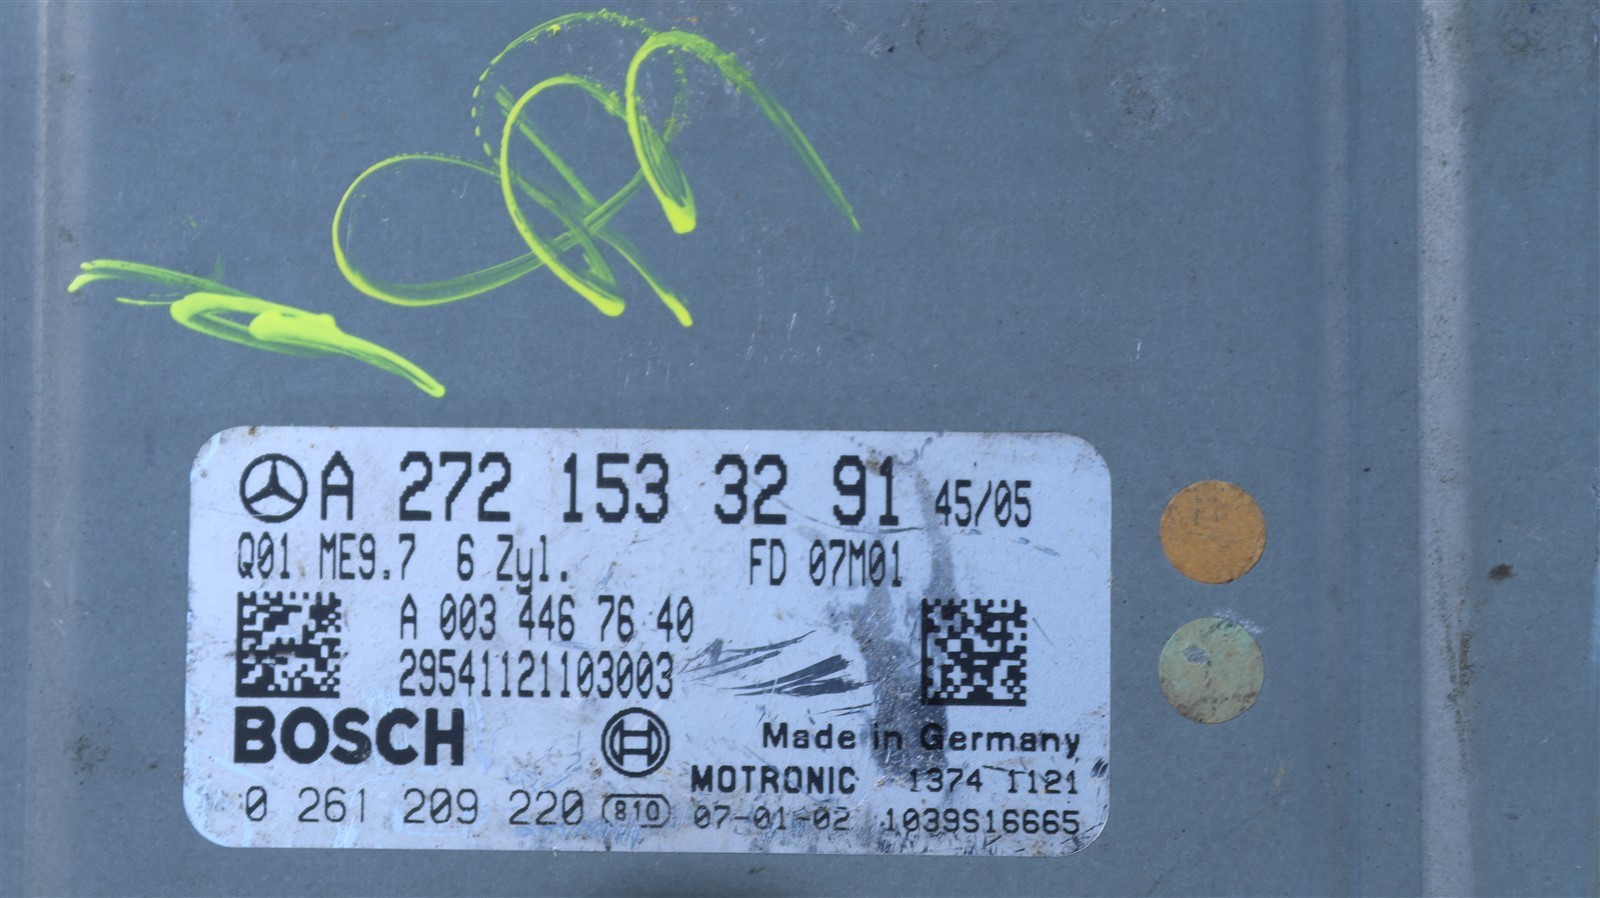 A 272 153 32 91 45/05
Q01 ME9.7 6 Zyl. FD 07M01
A 003 446 76 40
29541121103003
BOSCH
Made in Germany
MOTRONIC 1374 1121
0 261 209 220 810 07-01-02 1039S16665